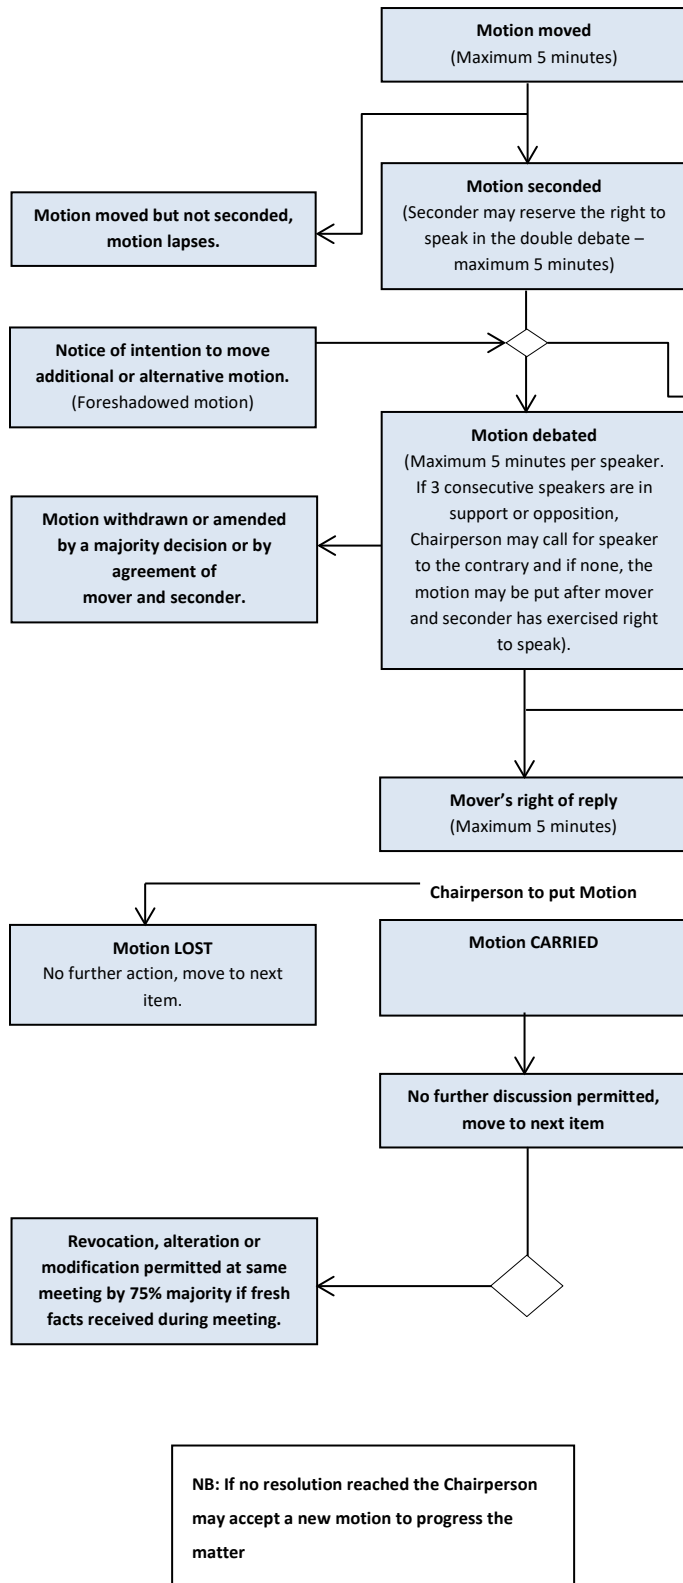 Motion moved
(Maximum 5 minutes)
Motion seconded
(Seconder may reserve the right to
speak in the double debate –
maximum 5 minutes)
Motion moved but not seconded,
motion lapses.
Notice of intention to move
additional or alternative motion.
(Foreshadowed motion)
Motion debated
(Maximum 5 minutes per speaker.
If 3 consecutive speakers are in
support or opposition,
Chairperson may call for speaker
to the contrary and if none, the
motion may be put after mover
and seconder has exercised right
to speak).
Motion withdrawn or amended
by a majority decision or by
agreement of
mover and seconder.
Mover’s right of reply
(Maximum 5 minutes)
Chairperson to put Motion
Motion LOST
No further action, move to next
item.
Motion CARRIED
No further discussion permitted,
move to next item
Revocation, alteration or
modification permitted at same
meeting by 75% majority if fresh
facts received during meeting.
NB: If no resolution reached the Chairperson
may accept a new motion to progress the
matter